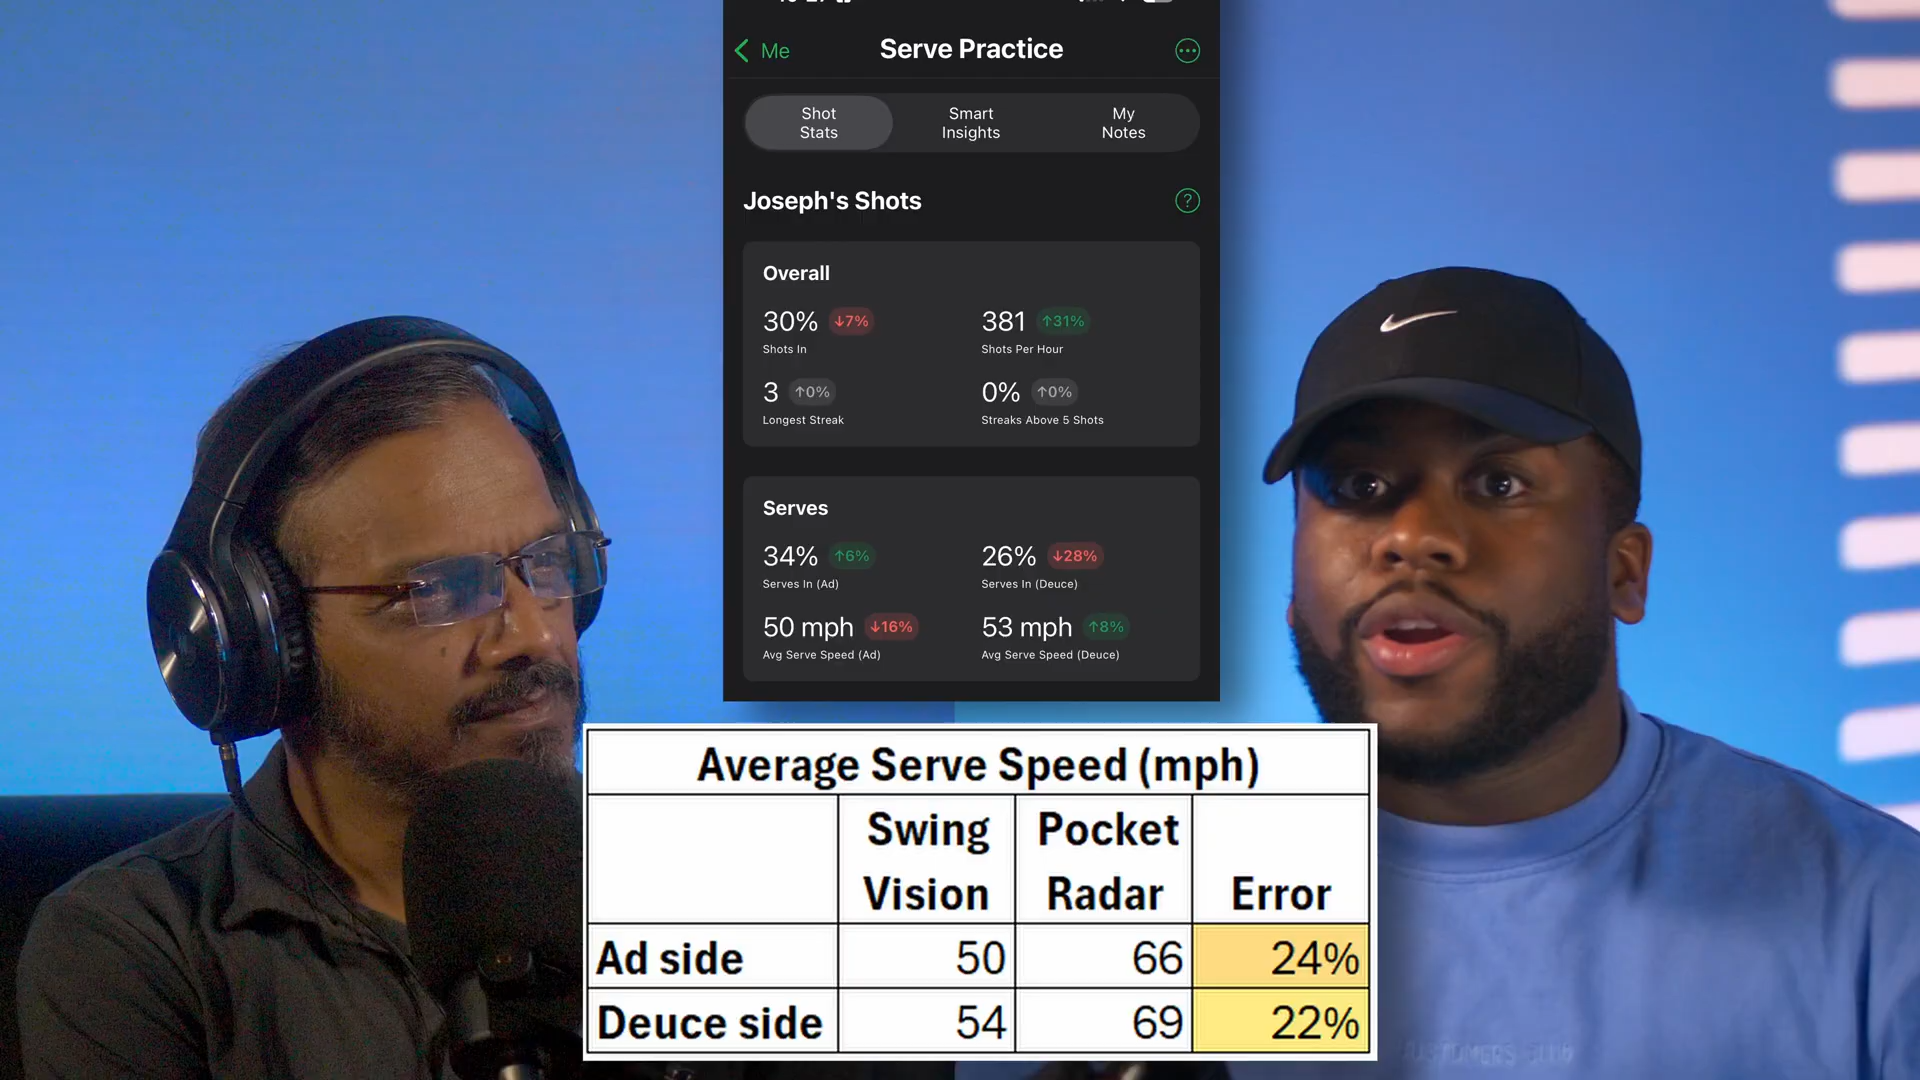 Me
Serve Practice
Shot Stats
Smart Insights
My Notes
Joseph's Shots
?
Overall
30% ↓7%
Shots In
381 ↑31%
Shots Per Hour
3 ↑0%
Longest Streak
0% ↑0%
Streaks Above 5 Shots
Serves
34% ↑6%
Serves In (Ad)
26% ↓28%
Serves In (Deuce)
50 mph ↓16%
Avg Serve Speed (Ad)
53 mph ↑8%
Avg Serve Speed (Deuce)
Average Serve Speed (mph)
Swing Vision
Pocket Radar
Error
Ad side 50 66 24%
Deuce side 54 69 22%